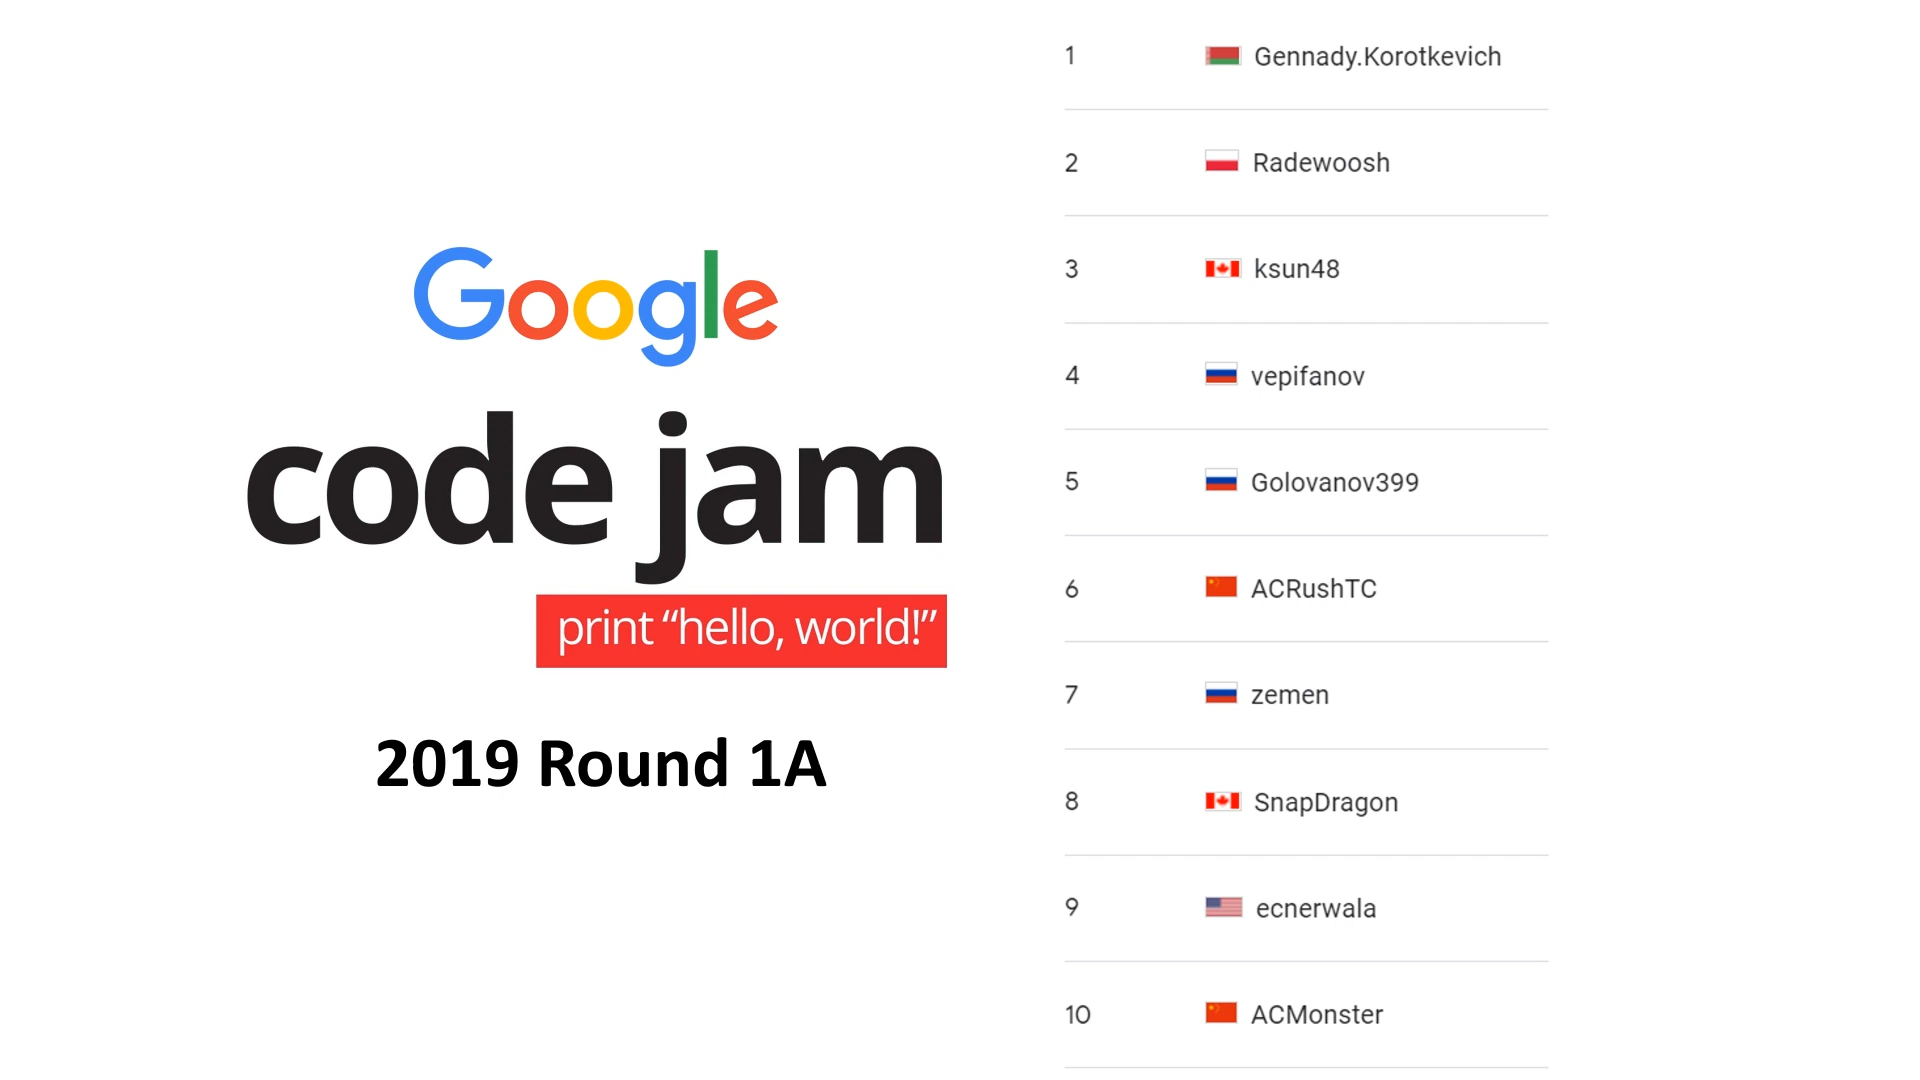 Google
code jam
print “hello, world!”
2019 Round 1A
1 Gennady.Korotkevich
2 Radewoosh
3 ksun48
4 vepifanov
5 Golovanov399
6 ACRushTC
7 zemen
8 SnapDragon
9 ecnerwala
10 ACMonster